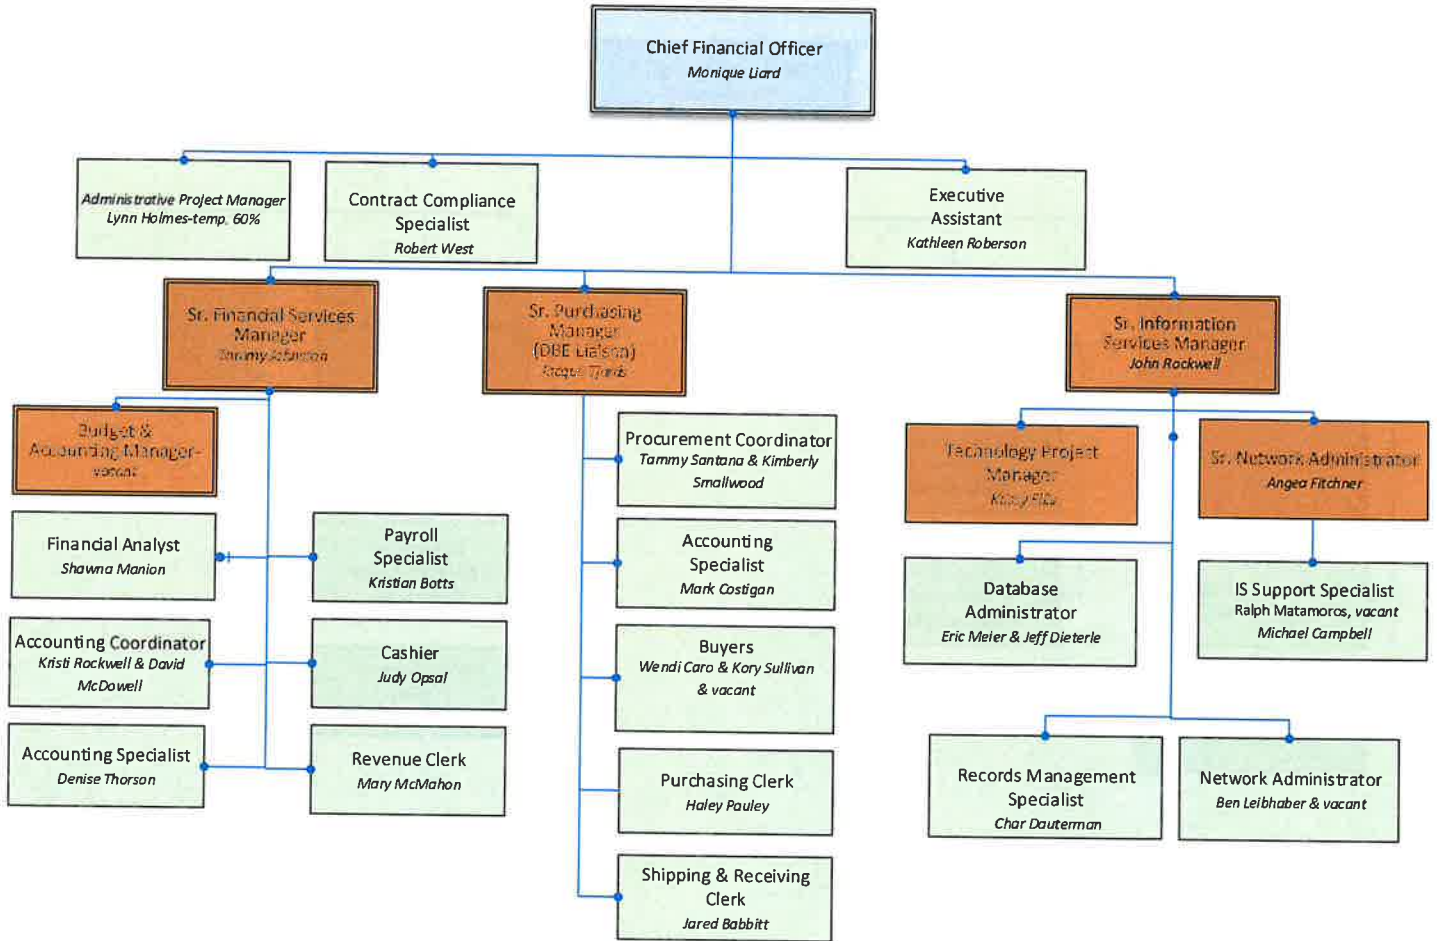 Chief Financial Officer
Monique Liard
Administrative Project Manager
Lynn Holmes-temp. 60%
Contract Compliance
Specialist
Robert West
Executive
Assistant
Kathleen Roberson
Sr. Financial Services
Manager
Tammy Johnston
Sr. Purchasing
Manager
(DBE Liaison)
Jacque Tjards
Sr. Information
Services Manager
John Rockwell
Budget &
Accounting Manager-
vacant
Financial Analyst
Shawna Manion
Payroll
Specialist
Kristian Botts
Accounting Coordinator
Kristi Rockwell & David
McDowell
Cashier
Judy Opsal
Accounting Specialist
Denise Thorson
Revenue Clerk
Mary McMahon
Procurement Coordinator
Tammy Santana & Kimberly
Smallwood
Accounting
Specialist
Mark Costigan
Buyers
Wendi Caro & Kory Sullivan
& vacant
Purchasing Clerk
Haley Pauley
Shipping & Receiving
Clerk
Jared Babbitt
Technology Project
Manager
Sr. Network Administrator
Angea Fitchner
Database
Administrator
Eric Meier & Jeff Dieterle
IS Support Specialist
Ralph Matamoros, vacant
Michael Campbell
Records Management
Specialist
Char Dauterman
Network Administrator
Ben Leibhaber & vacant